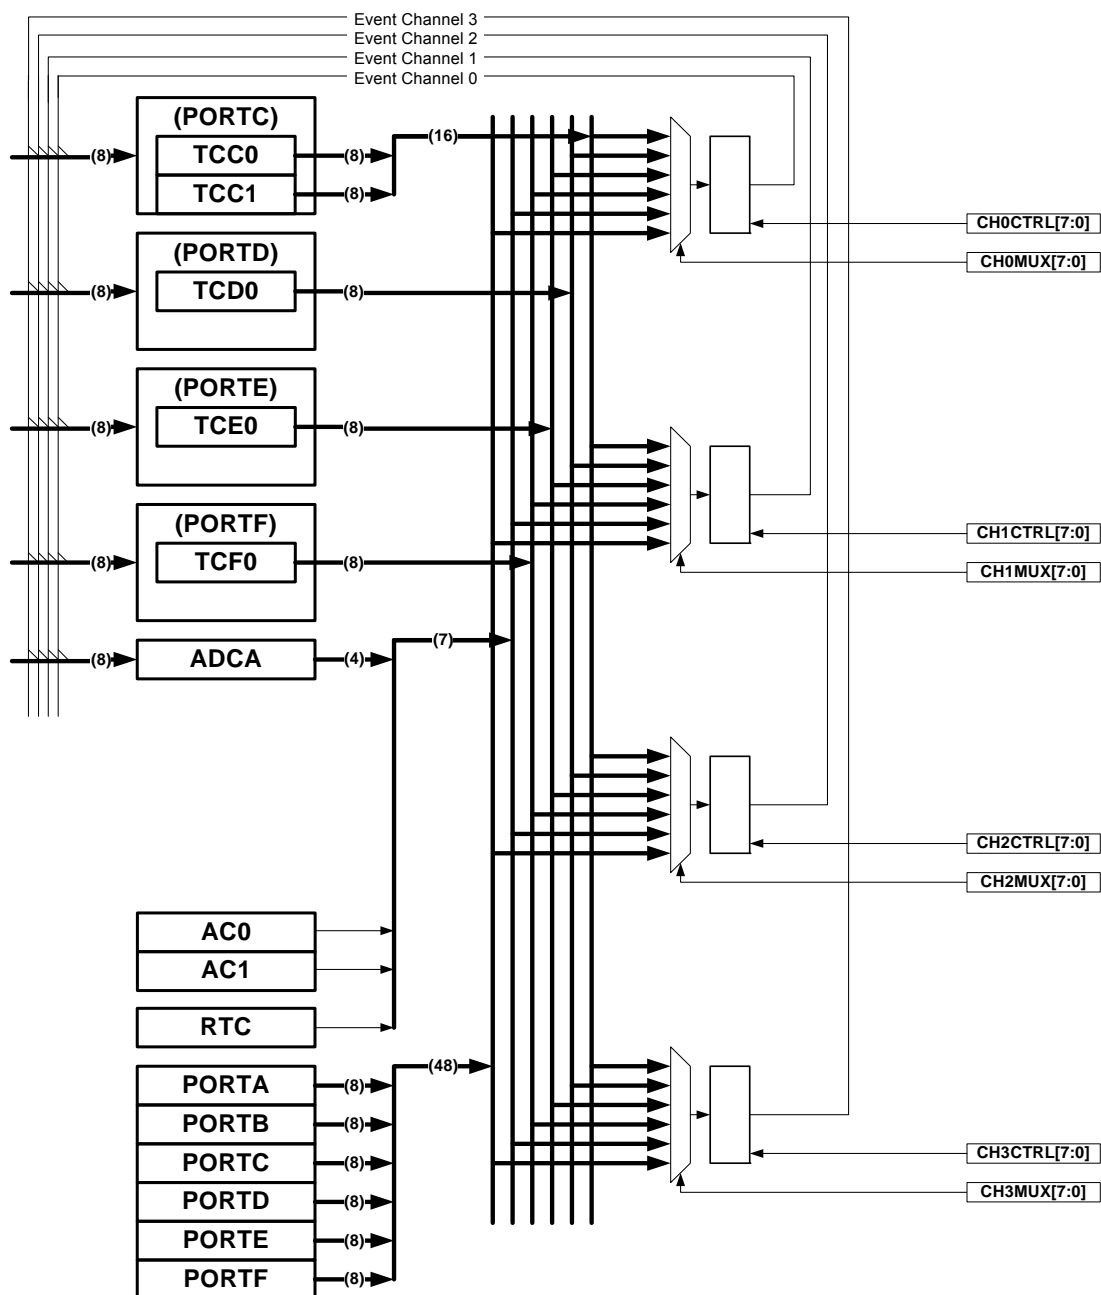 Event Channel 3
Event Channel 2
Event Channel 1
Event Channel 0
(PORTC)
(16)
(8) TCC0 (8)
TCC1 (8)
CH0CTRL[7:0]
(PORTD)
CH0MUX[7:0]
(8) TCD0 (8)
(PORTE)
(8) TCE0 (8)
(PORTF)
CH1CTRL[7:0]
(8) TCF0 (8)
CH1MUX[7:0]
(7)
(8) ADCA (4)
CH2CTRL[7:0]
CH2MUX[7:0]
AC0
AC1
RTC
(48)
PORTA (8)
PORTB (8)
CH3CTRL[7:0]
PORTC (8)
CH3MUX[7:0]
PORTD (8)
PORTE (8)
PORTF (8)